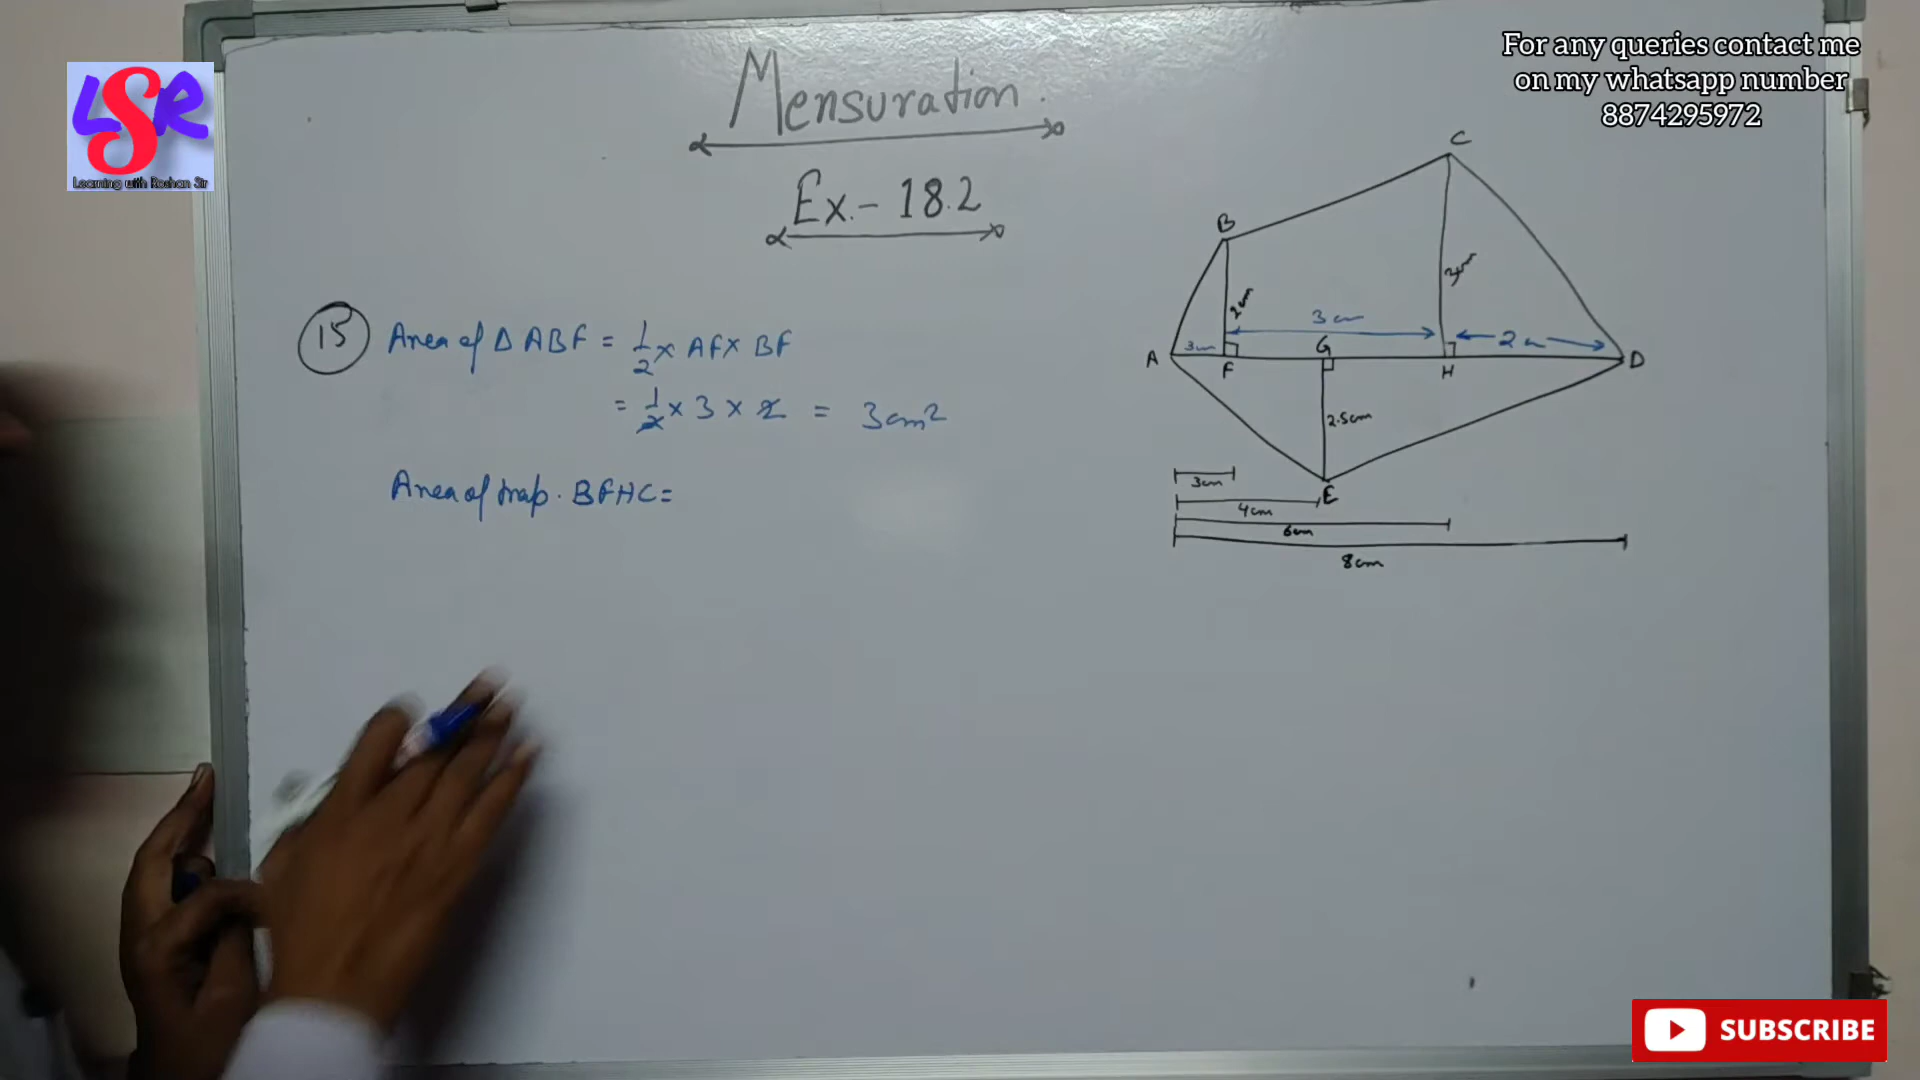 LSR
Learning with Roshan Sir
For any queries contact me
on my whatsapp number
8874295972
Mensuration.
Ex.- 18.2
15 Area of Δ ABF = 1/2 × AF × BF
= 1/2 × 3 × 2 = 3cm²
Area of trap. BFHC =
C
B
2cm
3cm
2cm
A 3cm F G H D
2.5cm
E
3cm
4cm
6cm
8cm
SUBSCRIBE